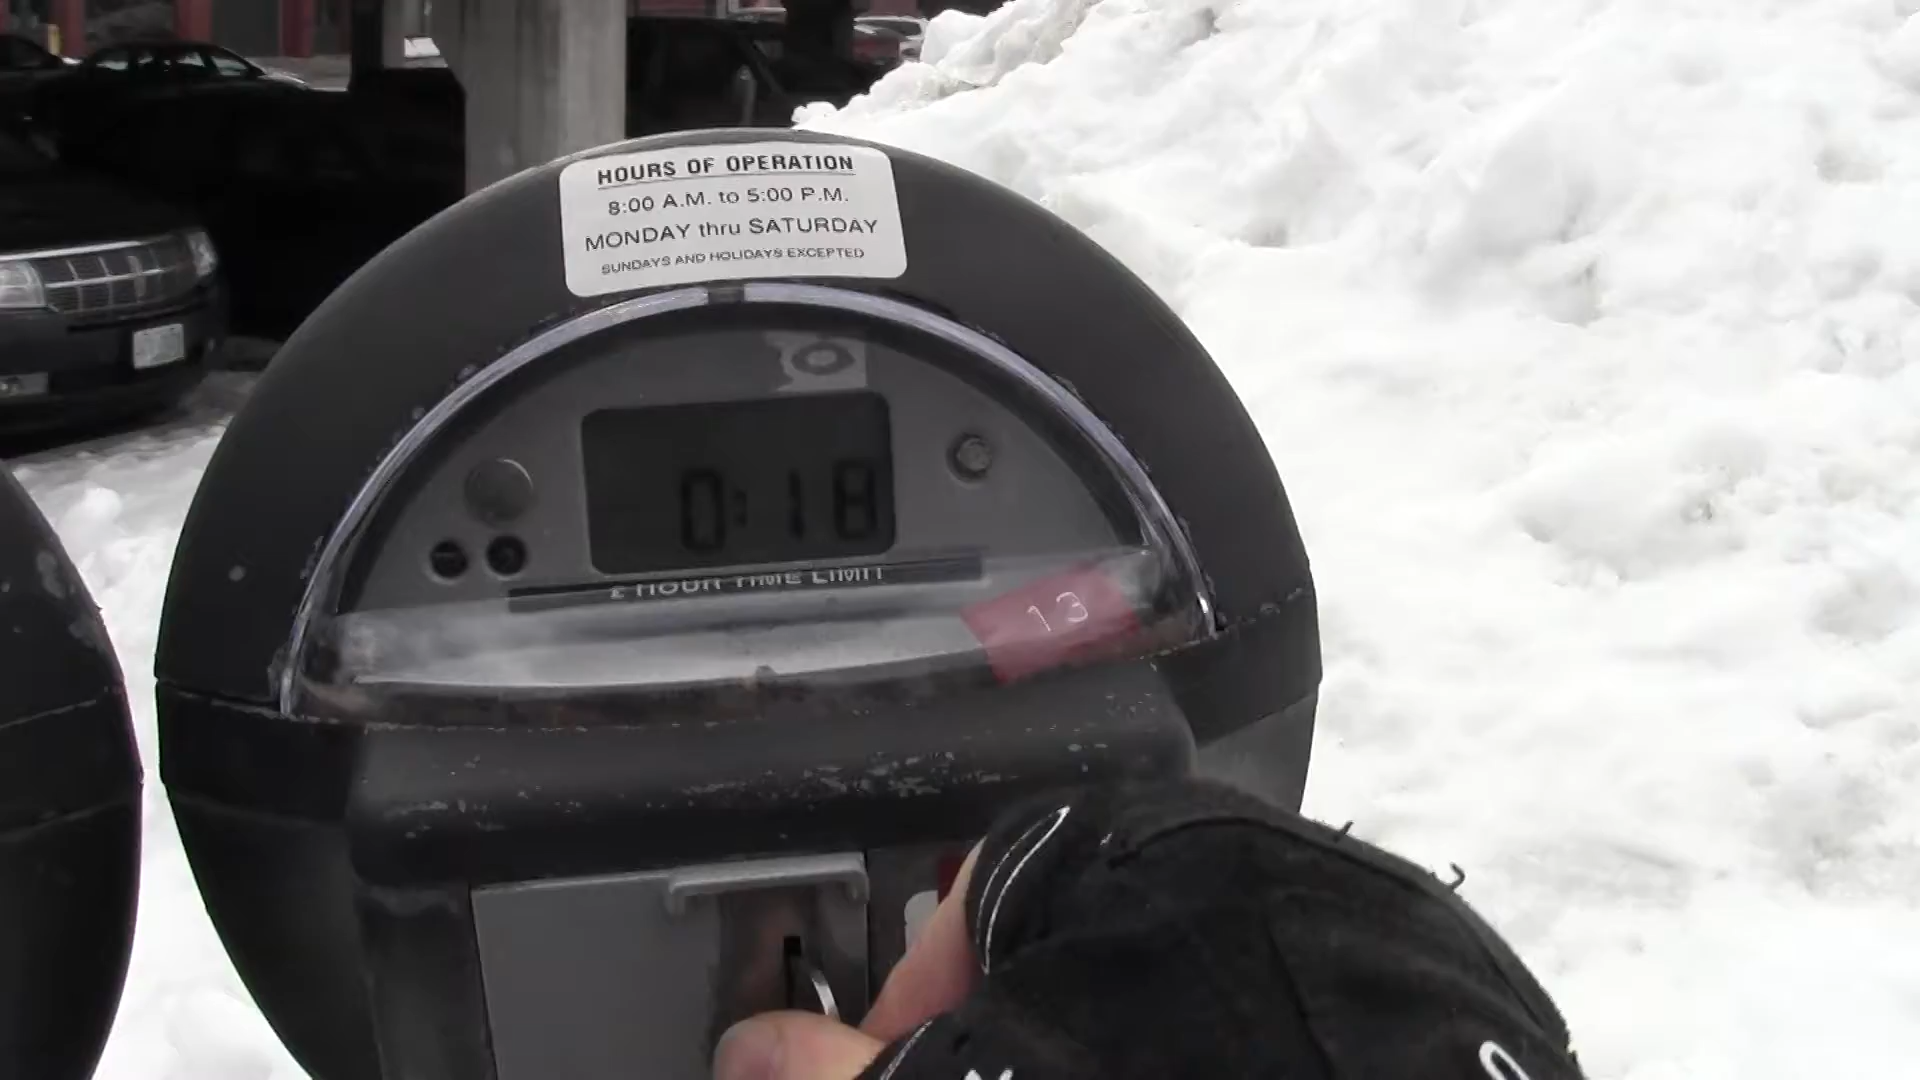 HOURS OF OPERATION
8:00 A.M. to 5:00 P.M.
MONDAY thru SATURDAY
SUNDAYS AND HOLIDAYS EXCEPTED
0:18
2 HOUR TIME LIMIT
13